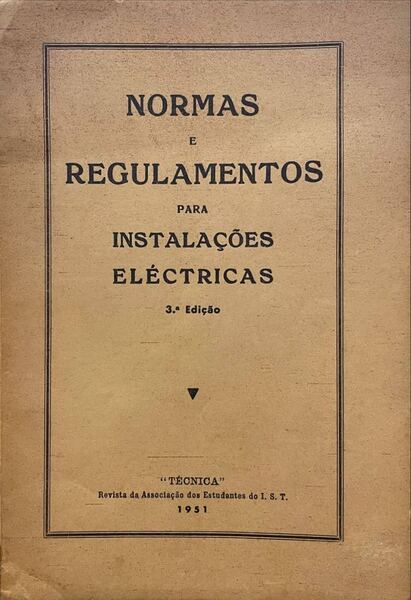 NORMAS
E
REGULAMENTOS
PARA
INSTALAÇÕES
ELÉCTRICAS
3.ª Edição
"TÉCNICA"
Revista da Associação dos Estudantes do I. S. T.
1951